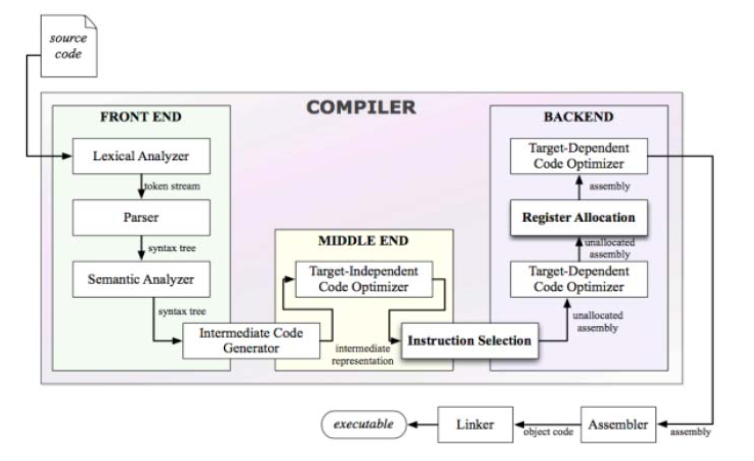 source
code
COMPILER
FRONT END
Lexical Analyzer
token stream
Parser
syntax tree
Semantic Analyzer
syntax tree
Intermediate Code
Generator
MIDDLE END
Target-Independent
Code Optimizer
intermediate
representation
Instruction Selection
BACKEND
Target-Dependent
Code Optimizer
assembly
Register Allocation
unallocated
assembly
Target-Dependent
Code Optimizer
unallocated
assembly
executable
Linker
object code
Assembler
assembly